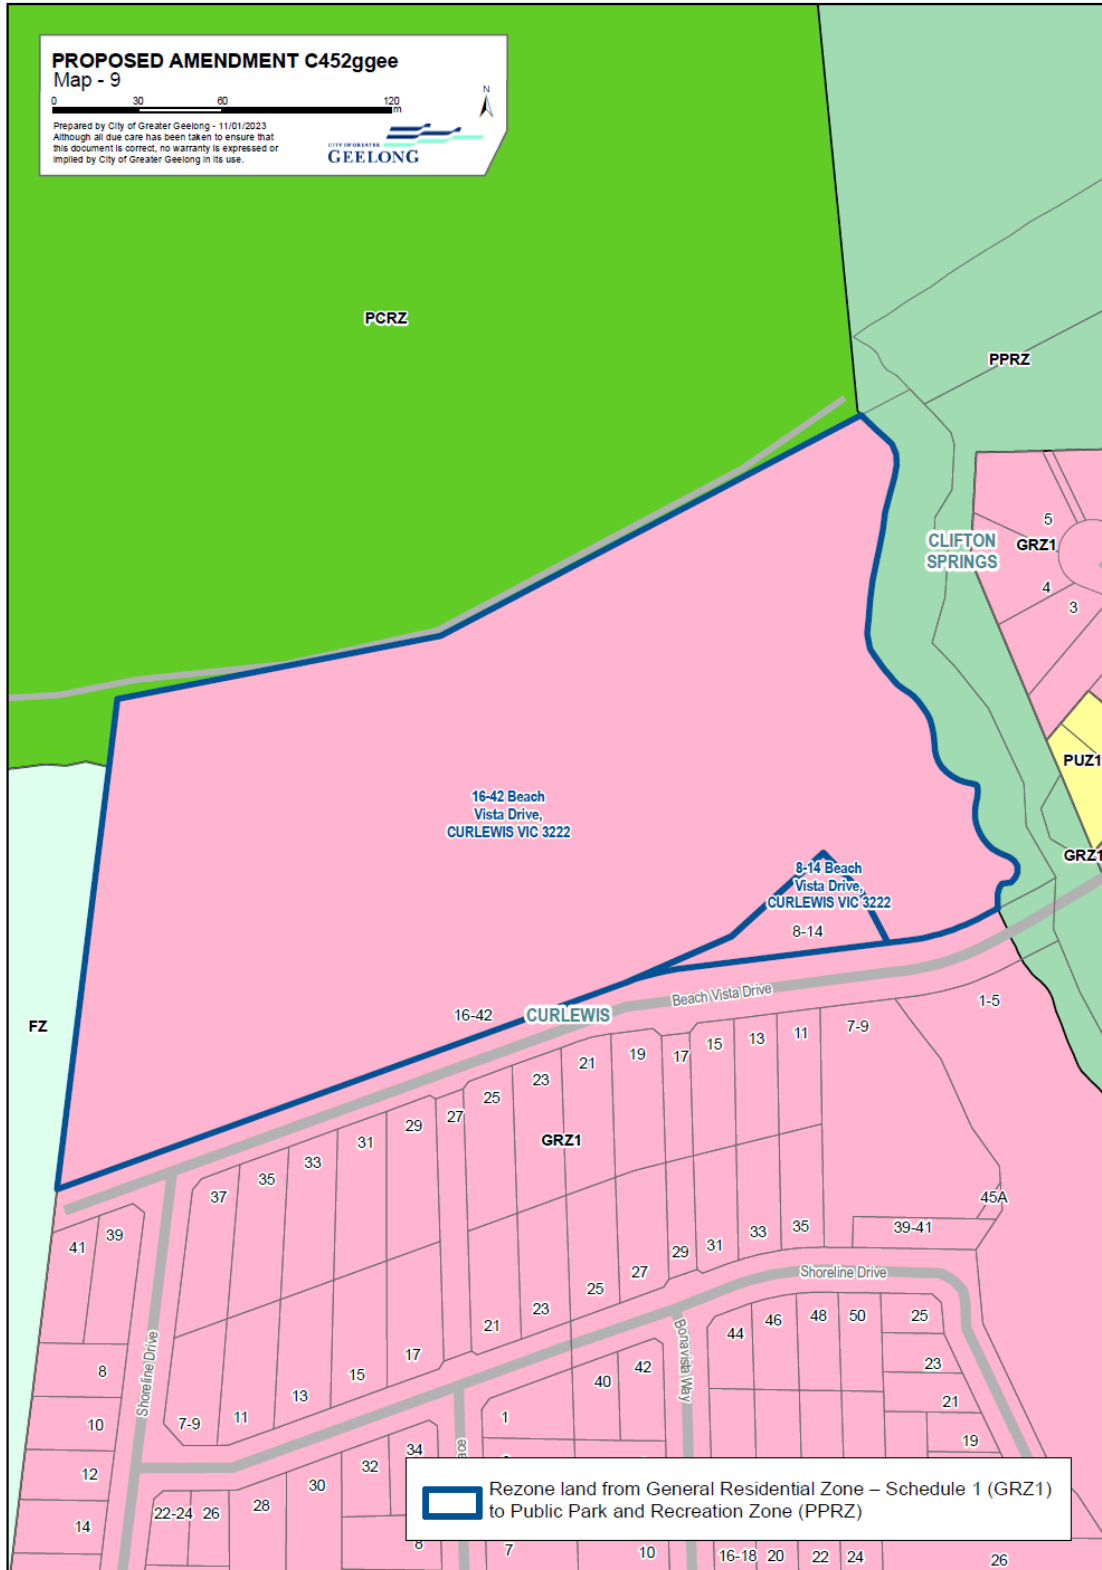 PROPOSED AMENDMENT C452ggee
Map - 9
0 30 60 120
m
N
Prepared by City of Greater Geelong - 11/01/2023
Although all due care has been taken to ensure that
this document is correct, no warranty is expressed or
implied by City of Greater Geelong in its use.
CITY OF GREATER
GEELONG
PCRZ
PPRZ
CLIFTON
SPRINGS
5
GRZ1
4
3
PUZ1
GRZ1
16-42 Beach
Vista Drive,
CURLEWIS VIC 3222
8-14 Beach
Vista Drive,
CURLEWIS VIC 3222
8-14
FZ
16-42
CURLEWIS
Beach Vista Drive
1-5
7-9
11
13
15
17
19
21
23
25
27
29
31
33
35
37
39
41
GRZ1
45A
39-41
35
33
31
29
27
25
23
21
17
15
13
11
7-9
Shoreline Drive
Shoreline Drive
Bonavista Way
8
10
12
14
44
46
48
50
25
23
21
19
42
40
1
34
32
30
28
26
22-24
8
7
10
16-18
20
22
24
26
Rezone land from General Residential Zone – Schedule 1 (GRZ1)
to Public Park and Recreation Zone (PPRZ)